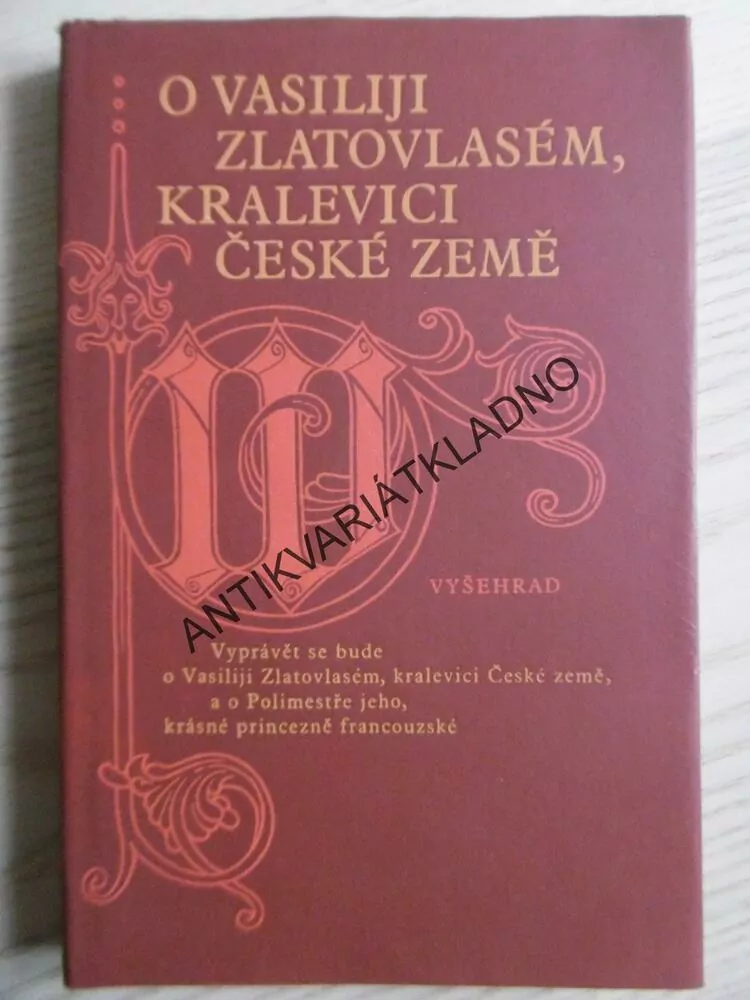 O VASILIJI
ZLATOVLASÉM,
KRALEVICI
ČESKÉ ZEMĚ
ANTIKVARIÁTKLADNO
VYŠEHRAD
Vyprávět se bude
o Vasiliji Zlatovlasém, kralevici České země,
a o Polimestře jeho,
krásné princezně francouzské